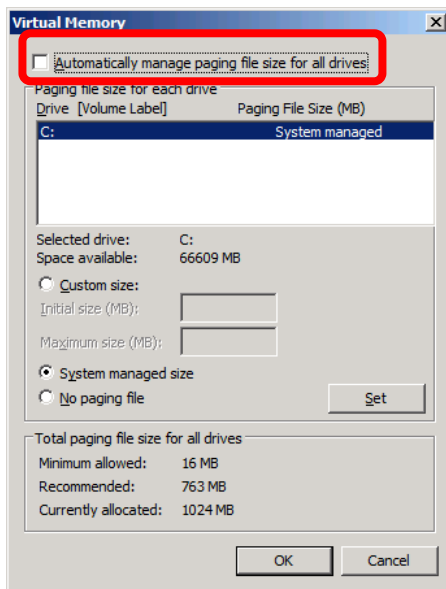 Virtual Memory
Automatically manage paging file size for all drives
Paging file size for each drive
Drive [Volume Label] Paging File Size (MB)
C: System managed
Selected drive: C:
Space available: 66609 MB
Custom size:
Initial size (MB):
Maximum size (MB):
System managed size
No paging file Set
Total paging file size for all drives
Minimum allowed: 16 MB
Recommended: 763 MB
Currently allocated: 1024 MB
OK Cancel